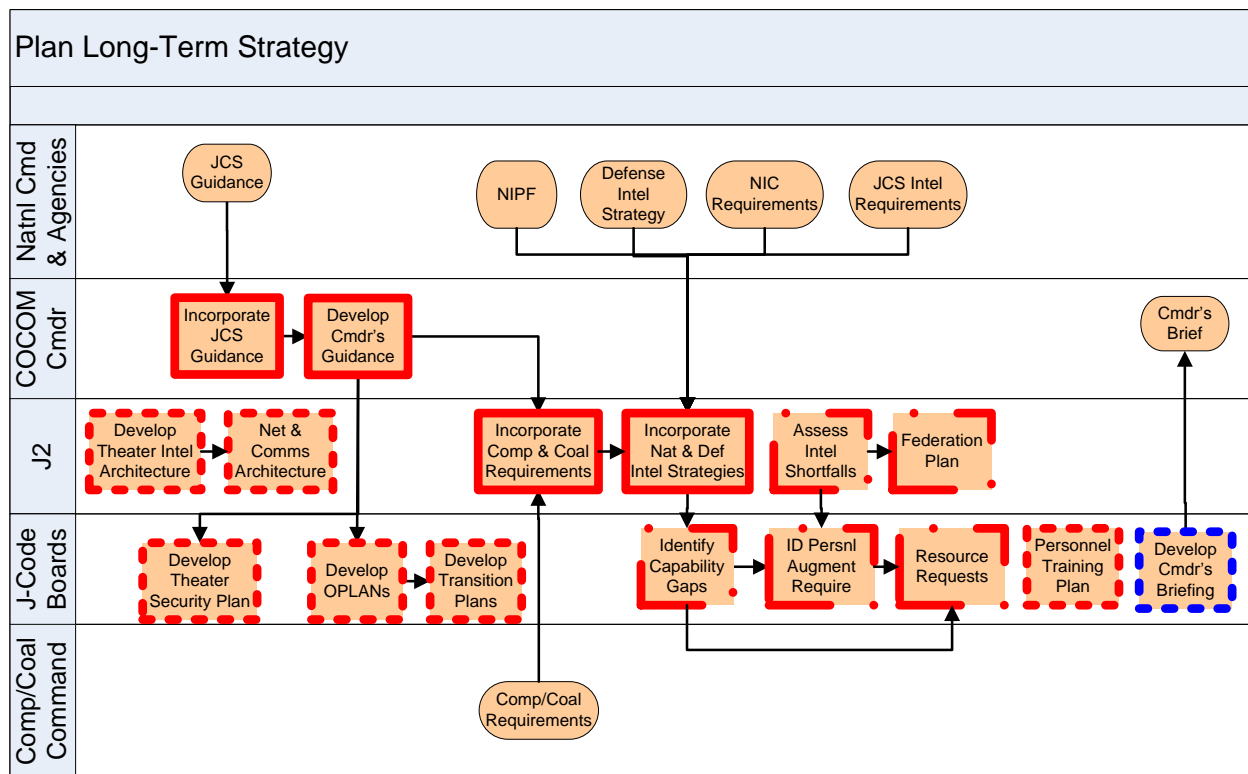 Plan Long-Term Strategy
Natnl Cmd
& Agencies
JCS
Guidance
NIPF
Defense
Intel
Strategy
NIC
Requirements
JCS Intel
Requirements
COCOM
Cmdr
Incorporate
JCS
Guidance
Develop
Cmdr's
Guidance
Cmdr's
Brief
J2
Develop
Theater Intel
Architecture
Net &
Comms
Architecture
Incorporate
Comp & Coal
Requirements
Incorporate
Nat & Def
Intel Strategies
Assess
Intel
Shortfalls
Federation
Plan
J-Code
Boards
Develop
Theater
Security Plan
Develop
OPLANs
Develop
Transition
Plans
Identify
Capability
Gaps
ID Persnl
Augment
Require
Resource
Requests
Personnel
Training
Plan
Develop
Cmdr's
Briefing
Comp/Coal
Command
Comp/Coal
Requirements